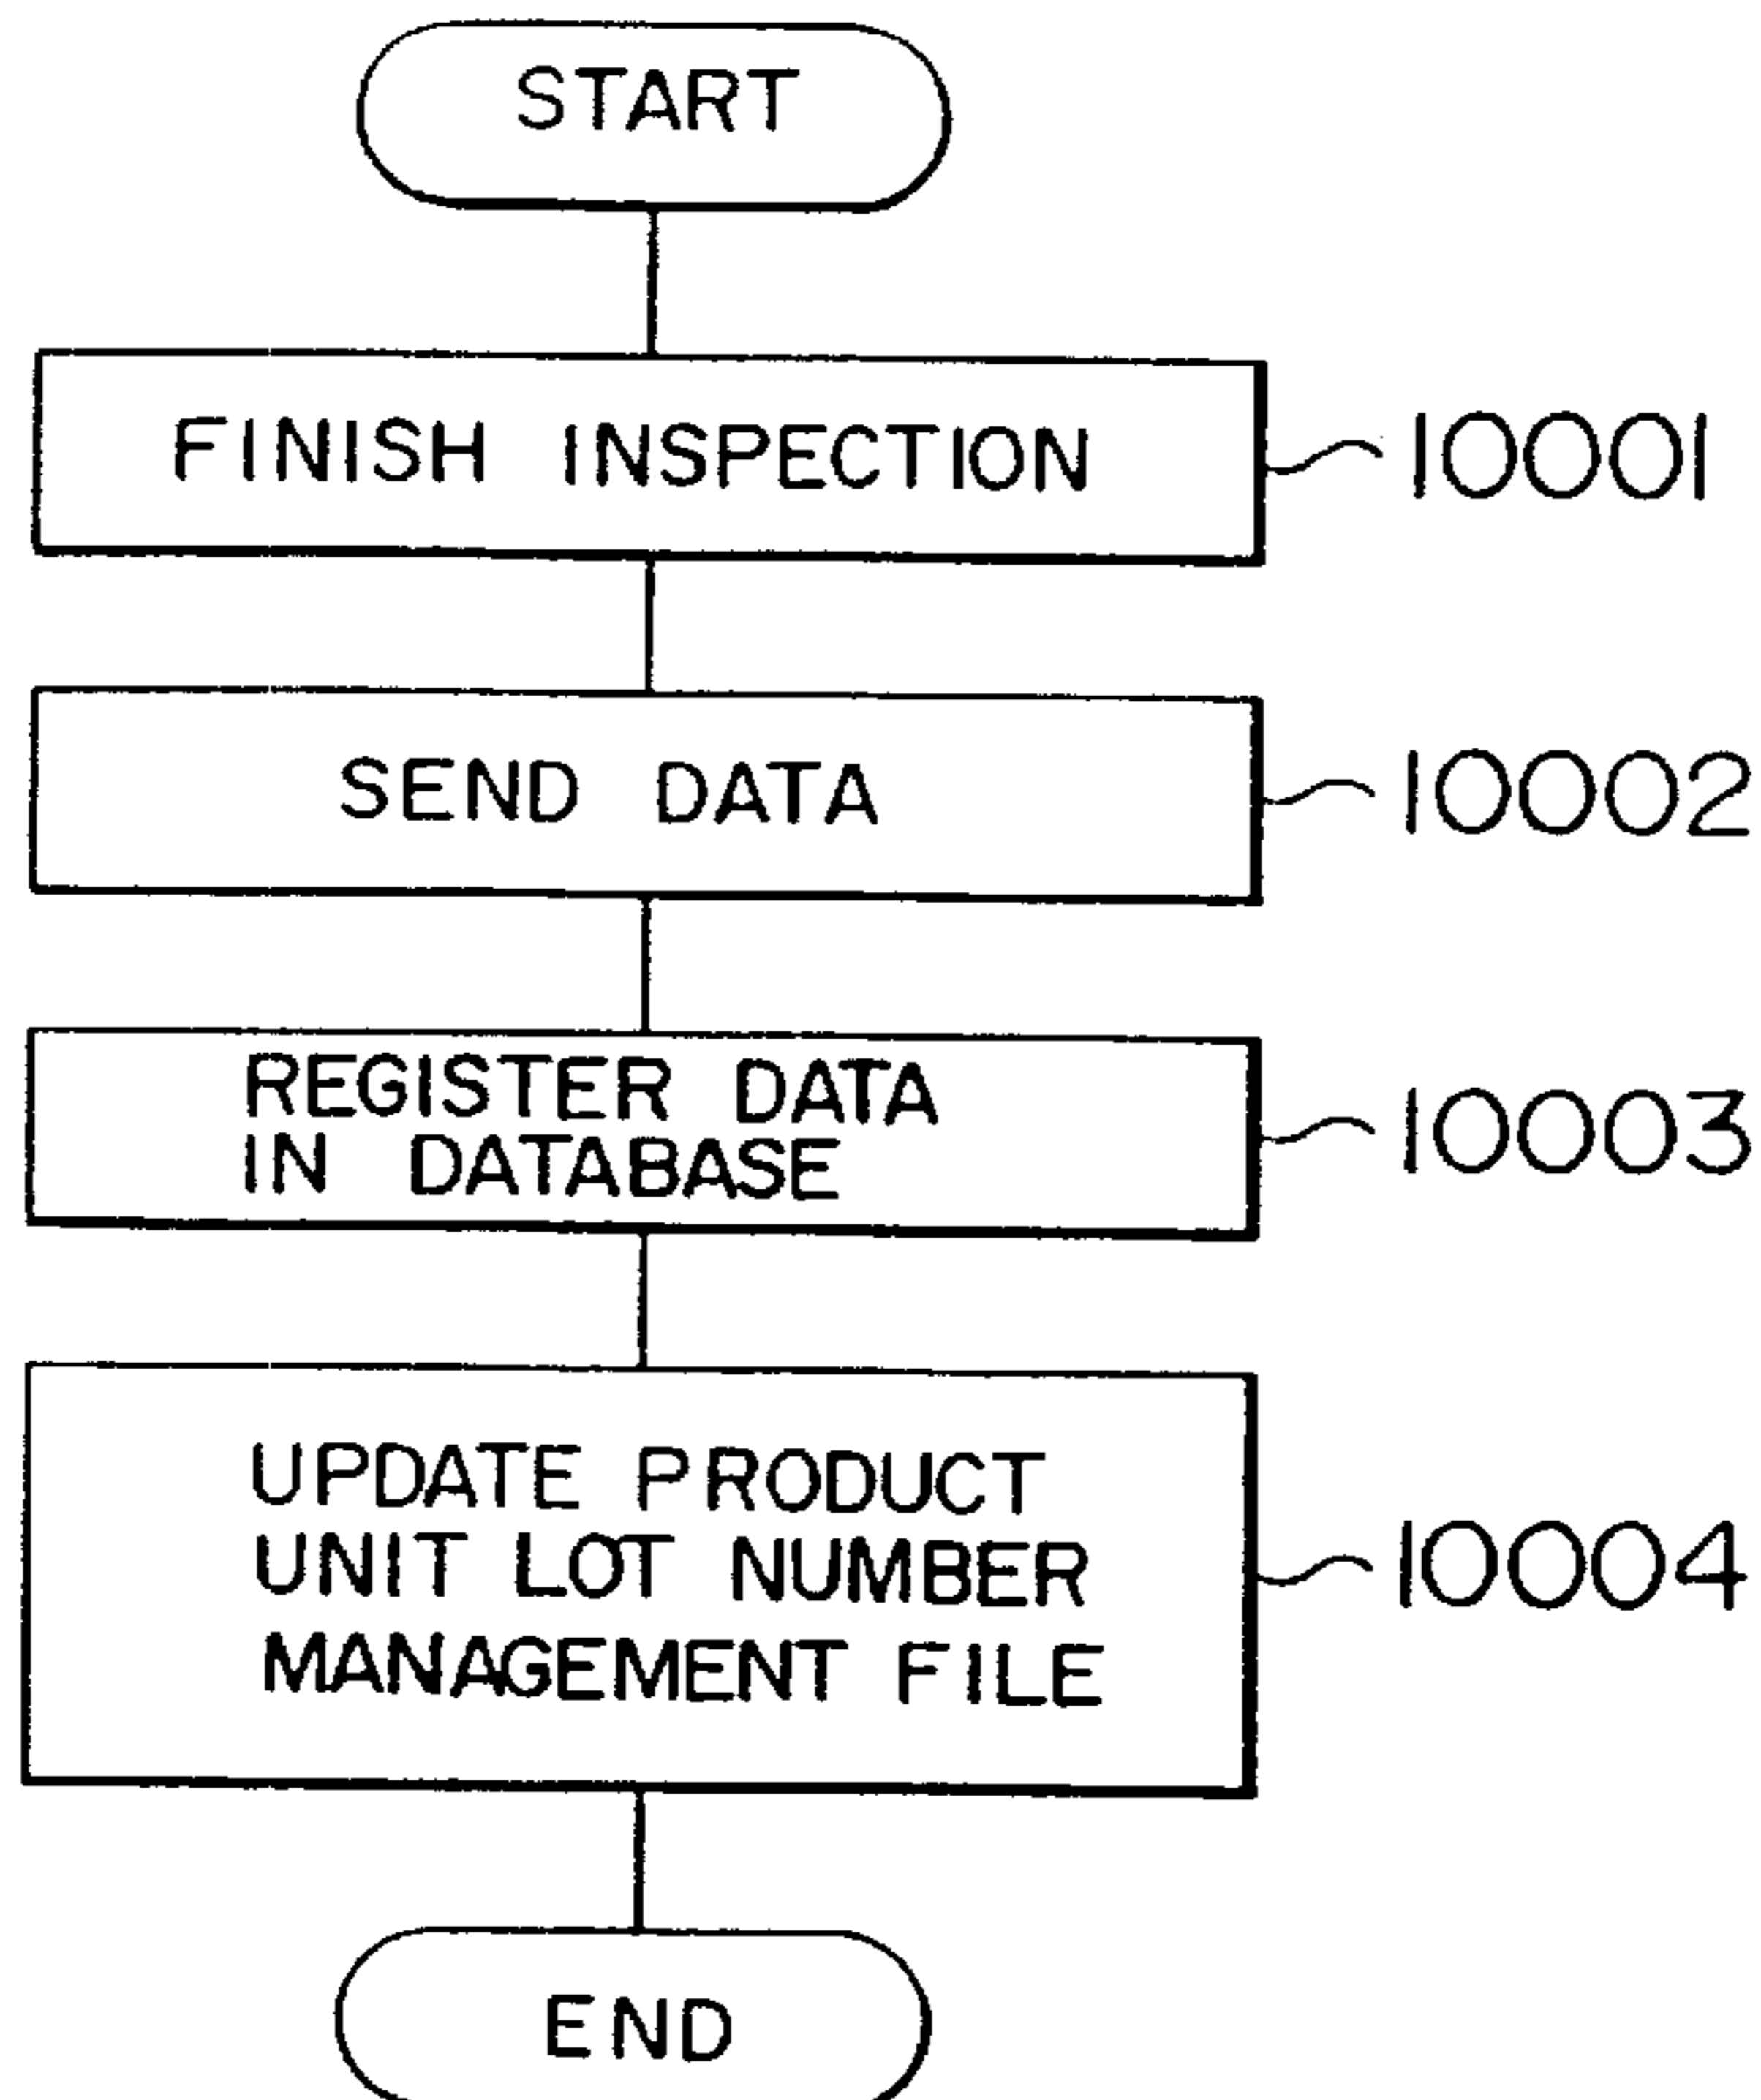 START
FINISH INSPECTION
10001
SEND DATA
10002
REGISTER DATA
IN DATABASE
10003
UPDATE PRODUCT
UNIT LOT NUMBER
MANAGEMENT FILE
10004
END